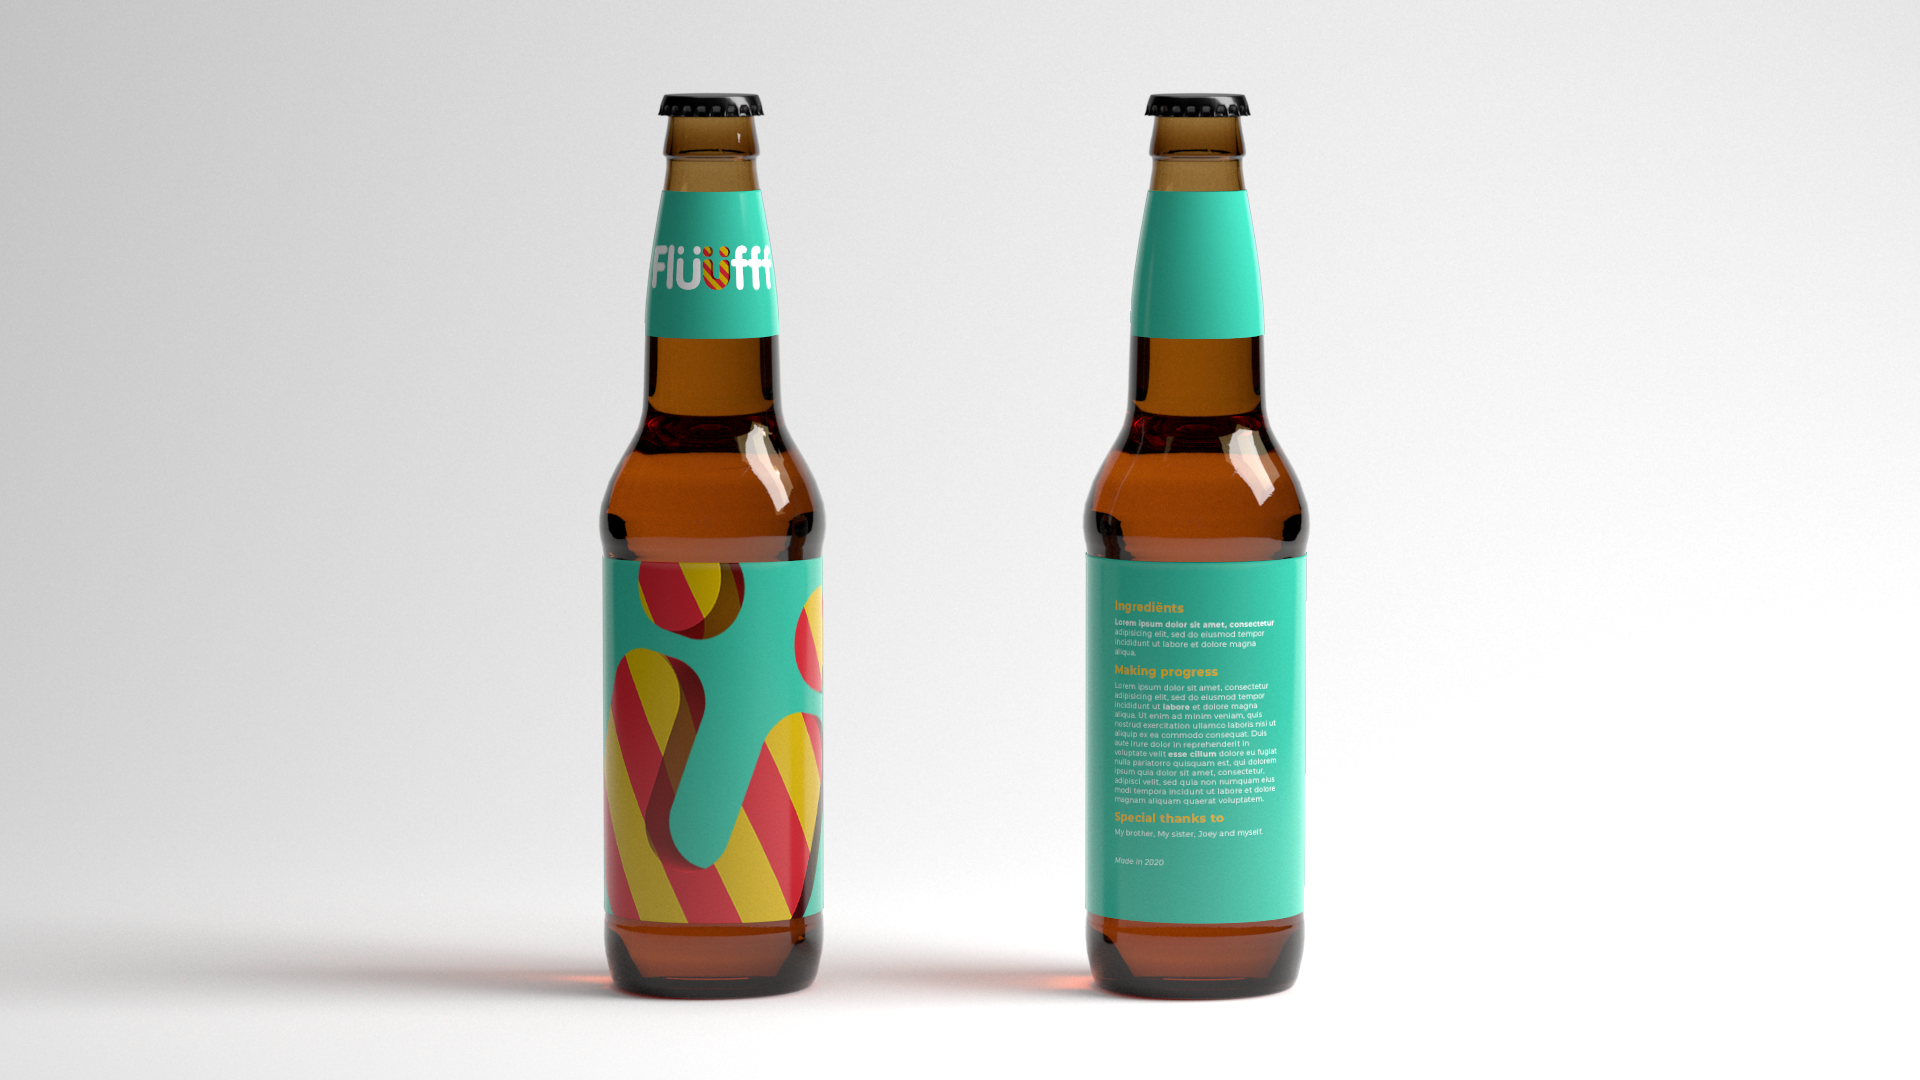 Flüüfff
Ingrediënts
Lorem ipsum dolor sit amet, consectetur
adipisicing elit, sed do eiusmod tempor
incididunt ut labore et dolore magna
aliqua.
Making progress
Lorem ipsum dolor sit amet, consectetur
adipisicing elit, sed do eiusmod tempor
incididunt ut labore et dolore magna
aliqua. Ut enim ad minim veniam, quis
nostrud exercitation ullamco laboris nisi ut
aliquip ex ea commodo consequat. Duis
aute irure dolor in reprehenderit in
voluptate velit esse cillum dolore eu fugiat
nulla pariatorro quisquam est, qui dolorem
ipsum quia dolor sit amet, consectetur,
adipisci velit, sed quia non numquam eius
modi tempora incidunt ut labore et dolore
magnam aliquam quaerat voluptatem.
Special thanks to
My brother, My sister, Joey and myself.
Made in 2020